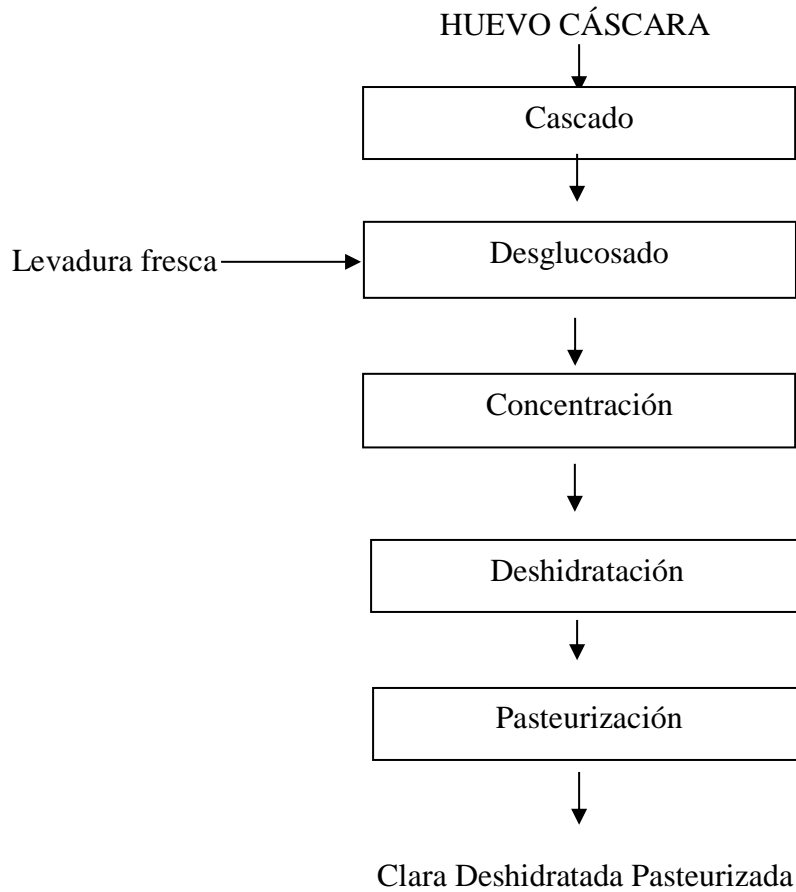 HUEVO CÁSCARA
Cascado
Levadura fresca
Desglucosado
Concentración
Deshidratación
Pasteurización
Clara Deshidratada Pasteurizada